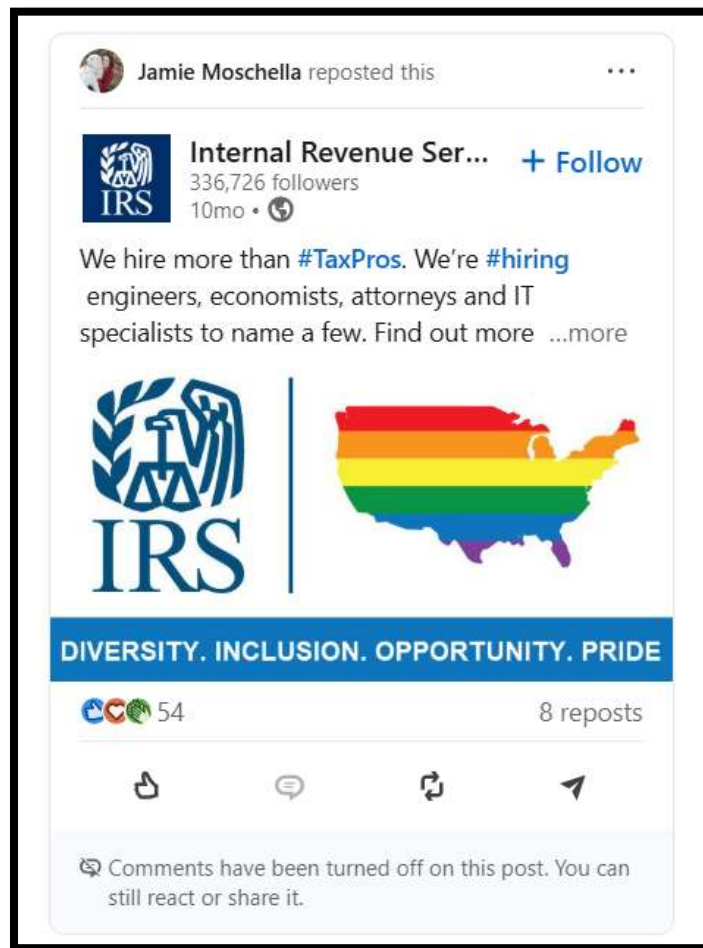 Jamie Moschella reposted this
Internal Revenue Ser...
+ Follow
336,726 followers
10mo •
IRS
We hire more than #TaxPros. We're #hiring
engineers, economists, attorneys and IT
specialists to name a few. Find out more ...more
IRS
DIVERSITY. INCLUSION. OPPORTUNITY. PRIDE
54
8 reposts
Comments have been turned off on this post. You can
still react or share it.